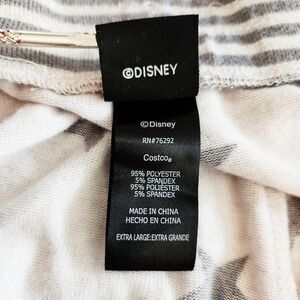 ©DISNEY
©Disney
RN#76292
Costco®
95% POLYESTER
5% SPANDEX
95% POLIÉSTER
5% SPANDEX
MADE IN CHINA
HECHO EN CHINA
EXTRA LARGE:EXTRA GRANDE